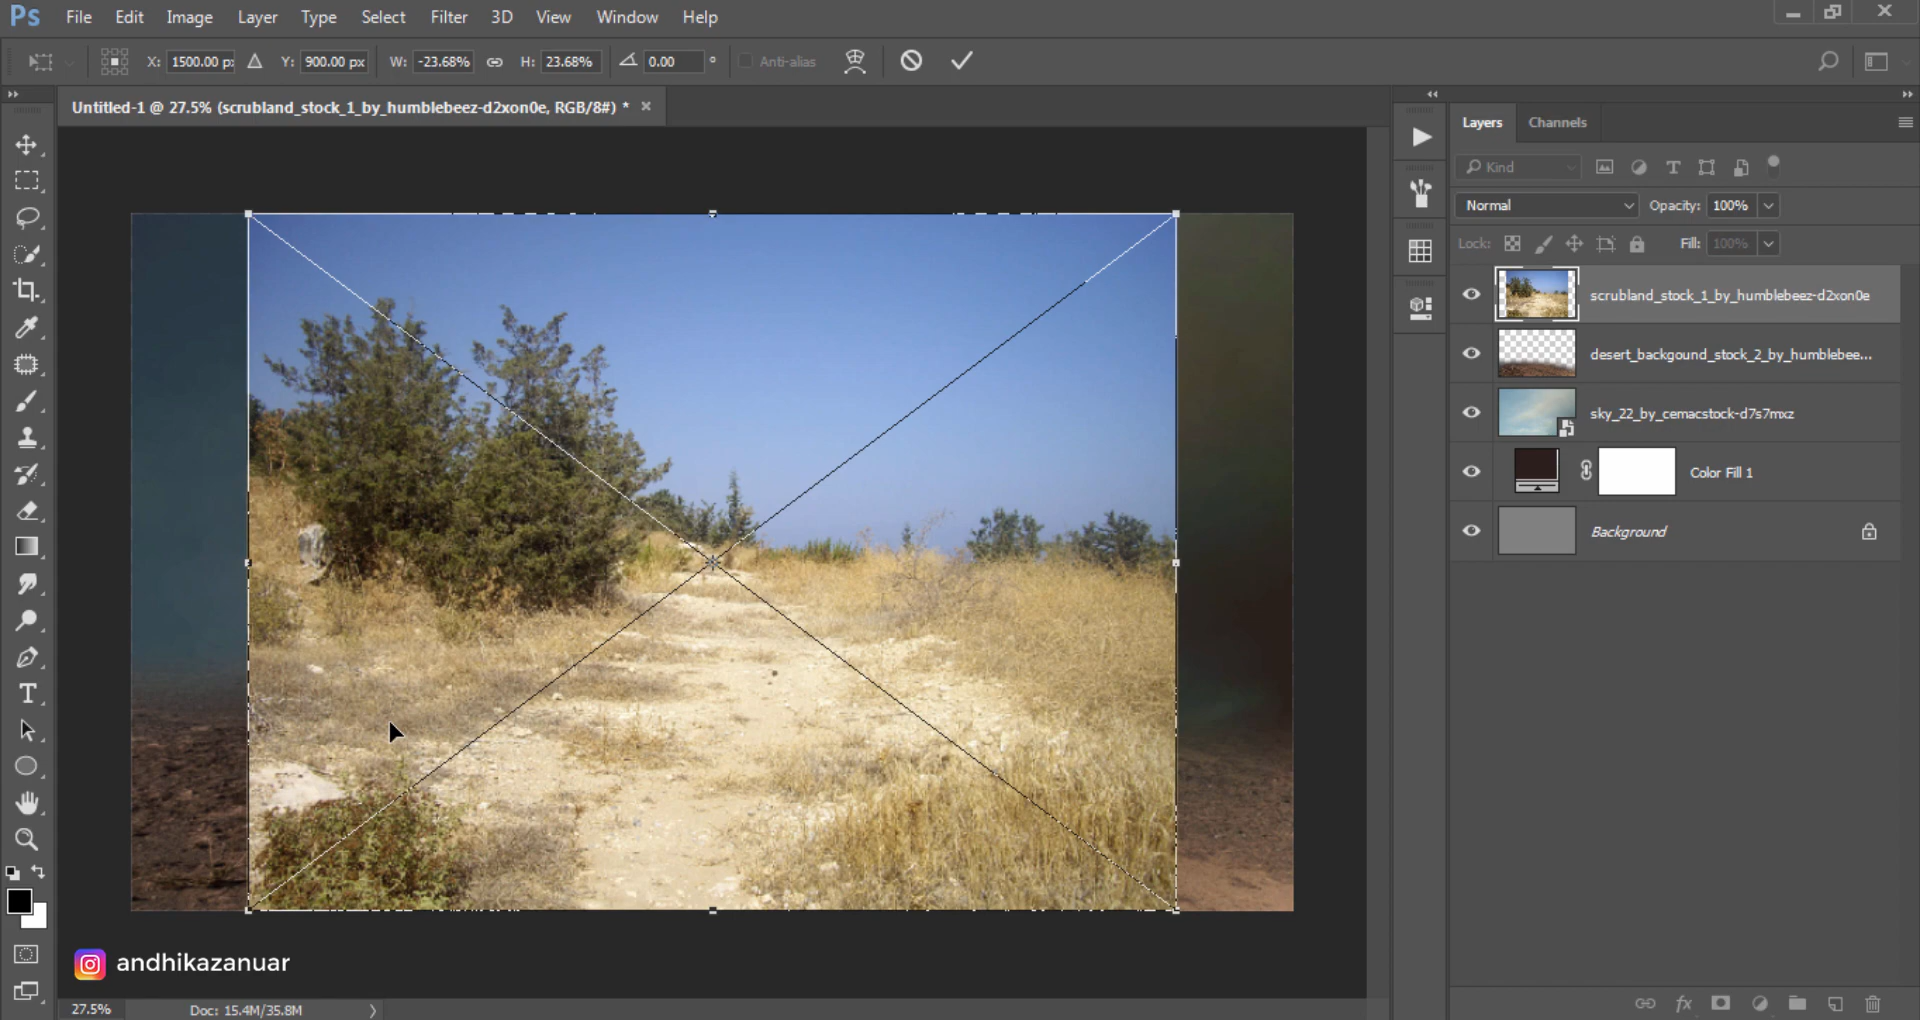 Ps File Edit Image Layer Type Select Filter 3D View Window Help
X: 1500.00 p: Y: 900.00 px W: -23.68% H: 23.68% 0.00 ° Anti-alias
Untitled-1 @ 27.5% (scrubland_stock_1_by_humblebeez-d2xon0e, RGB/8#) *
Layers Channels
Kind
Normal Opacity: 100%
Lock: Fill: 100%
scrubland_stock_1_by_humblebeez-d2xon0e
desert_backgound_stock_2_by_humblebee...
sky_22_by_cemacstock-d7s7mxz
Color Fill 1
Background
andhikazanuar
27.5% Doc: 15.4M/35.8M